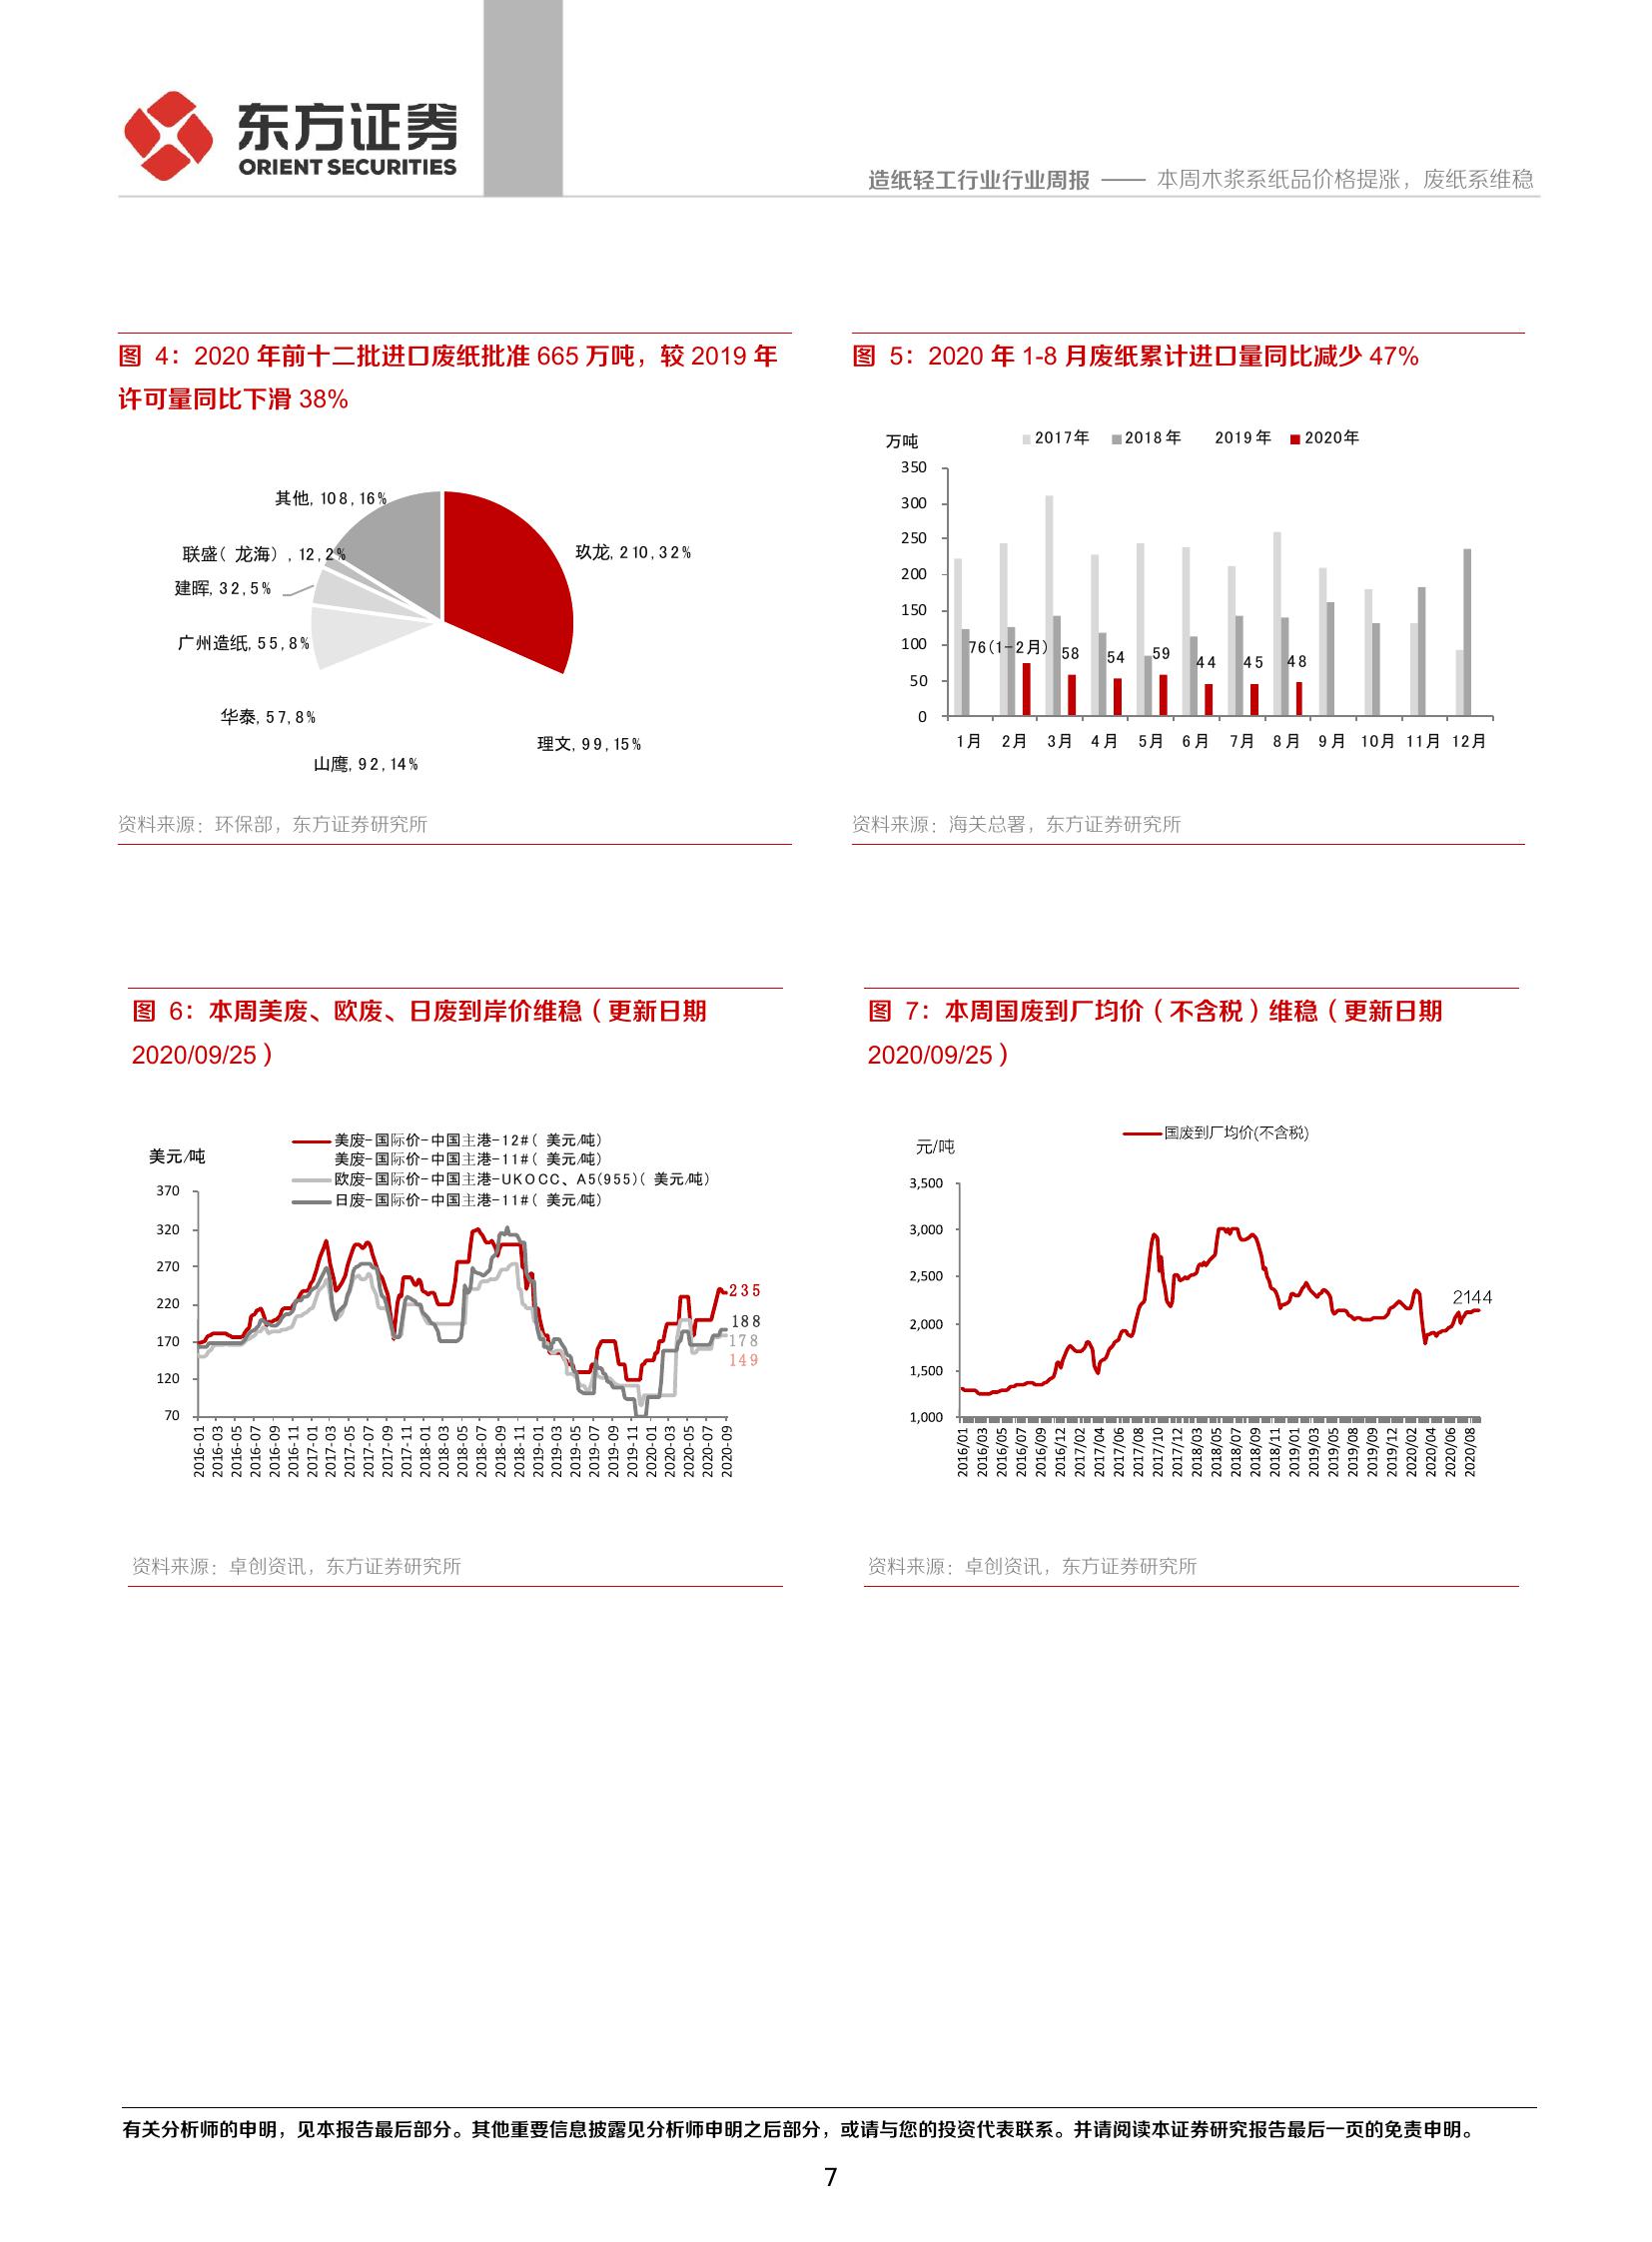 东方证券
ORIENT SECURITIES
造纸轻工行业行业周报 —— 本周木浆系纸品价格提涨，废纸系维稳
图 4：2020 年前十二批进口废纸批准 665 万吨，较 2019 年
许可量同比下滑 38%
其他, 108, 16%
联盛( 龙海) , 12, 2%
建晖, 32, 5%
广州造纸, 55, 8%
华泰, 57, 8%
山鹰, 92, 14%
理文, 99, 15%
玖龙, 210, 32%
资料来源：环保部，东方证券研究所
图 5：2020 年 1-8 月废纸累计进口量同比减少 47%
万吨
2017年 2018年 2019年 2020年
350
300
250
200
150
100
50
0
76(1-2月) 58 54 59 44 45 48
1月 2月 3月 4月 5月 6月 7月 8月 9月 10月 11月 12月
资料来源：海关总署，东方证券研究所
图 6：本周美废、欧废、日废到岸价维稳（更新日期
2020/09/25）
美元/吨
美废-国际价-中国主港-12#( 美元/吨)
美废-国际价-中国主港-11#( 美元/吨)
欧废-国际价-中国主港-UKOCC、A5(955)( 美元/吨)
日废-国际价-中国主港-11#( 美元/吨)
370
320
270
220
170
120
70
235
188
178
149
2016-01 2016-03 2016-05 2016-07 2016-09 2016-11 2017-01 2017-03 2017-05 2017-07 2017-09 2017-11 2018-01 2018-03 2018-05 2018-07 2018-09 2018-11 2019-01 2019-03 2019-05 2019-07 2019-09 2019-11 2020-01 2020-03 2020-05 2020-07 2020-09
资料来源：卓创资讯，东方证券研究所
图 7：本周国废到厂均价（不含税）维稳（更新日期
2020/09/25）
元/吨
国废到厂均价(不含税)
3,500
3,000
2,500
2,000
1,500
1,000
2144
2016/01 2016/03 2016/05 2016/07 2016/09 2016/12 2017/02 2017/04 2017/06 2017/08 2017/10 2017/12 2018/03 2018/05 2018/07 2018/09 2018/11 2019/01 2019/03 2019/05 2019/08 2019/09 2019/12 2020/02 2020/04 2020/06 2020/08
资料来源：卓创资讯，东方证券研究所
有关分析师的申明，见本报告最后部分。其他重要信息披露见分析师申明之后部分，或请与您的投资代表联系。并请阅读本证券研究报告最后一页的免责申明。
7